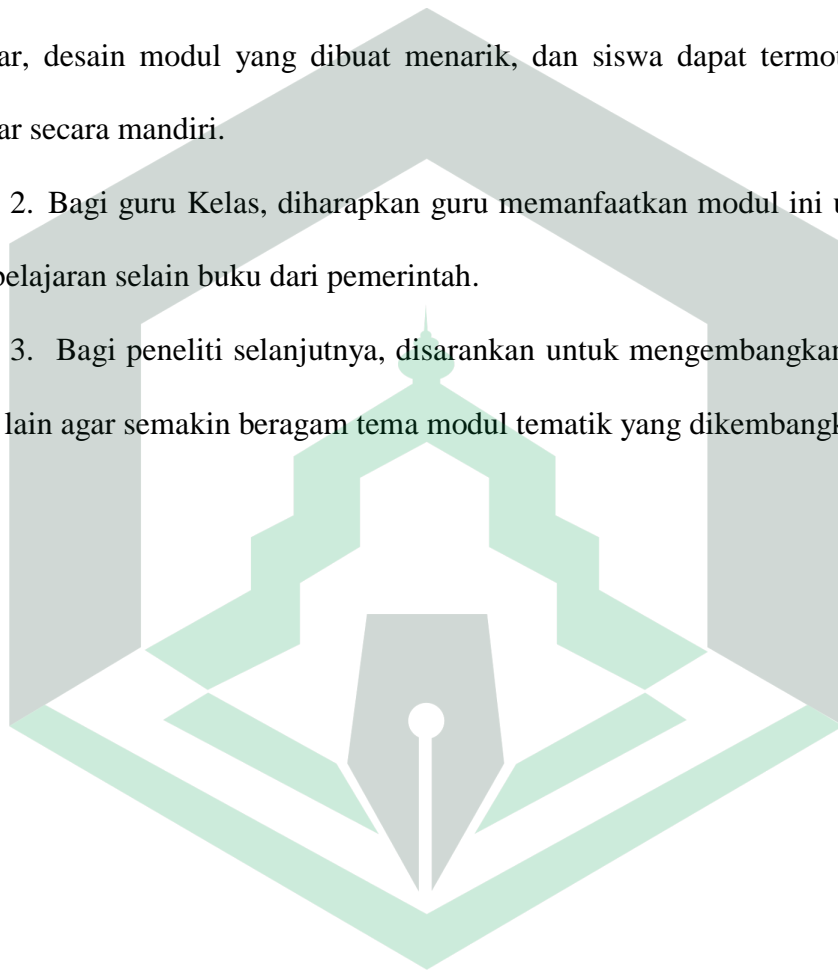 ar, desain modul yang dibuat menarik, dan siswa dapat termot
ar secara mandiri.
2. Bagi guru Kelas, diharapkan guru memanfaatkan modul ini u
pelajaran selain buku dari pemerintah.
3. Bagi peneliti selanjutnya, disarankan untuk mengembangkan
lain agar semakin beragam tema modul tematik yang dikembangk